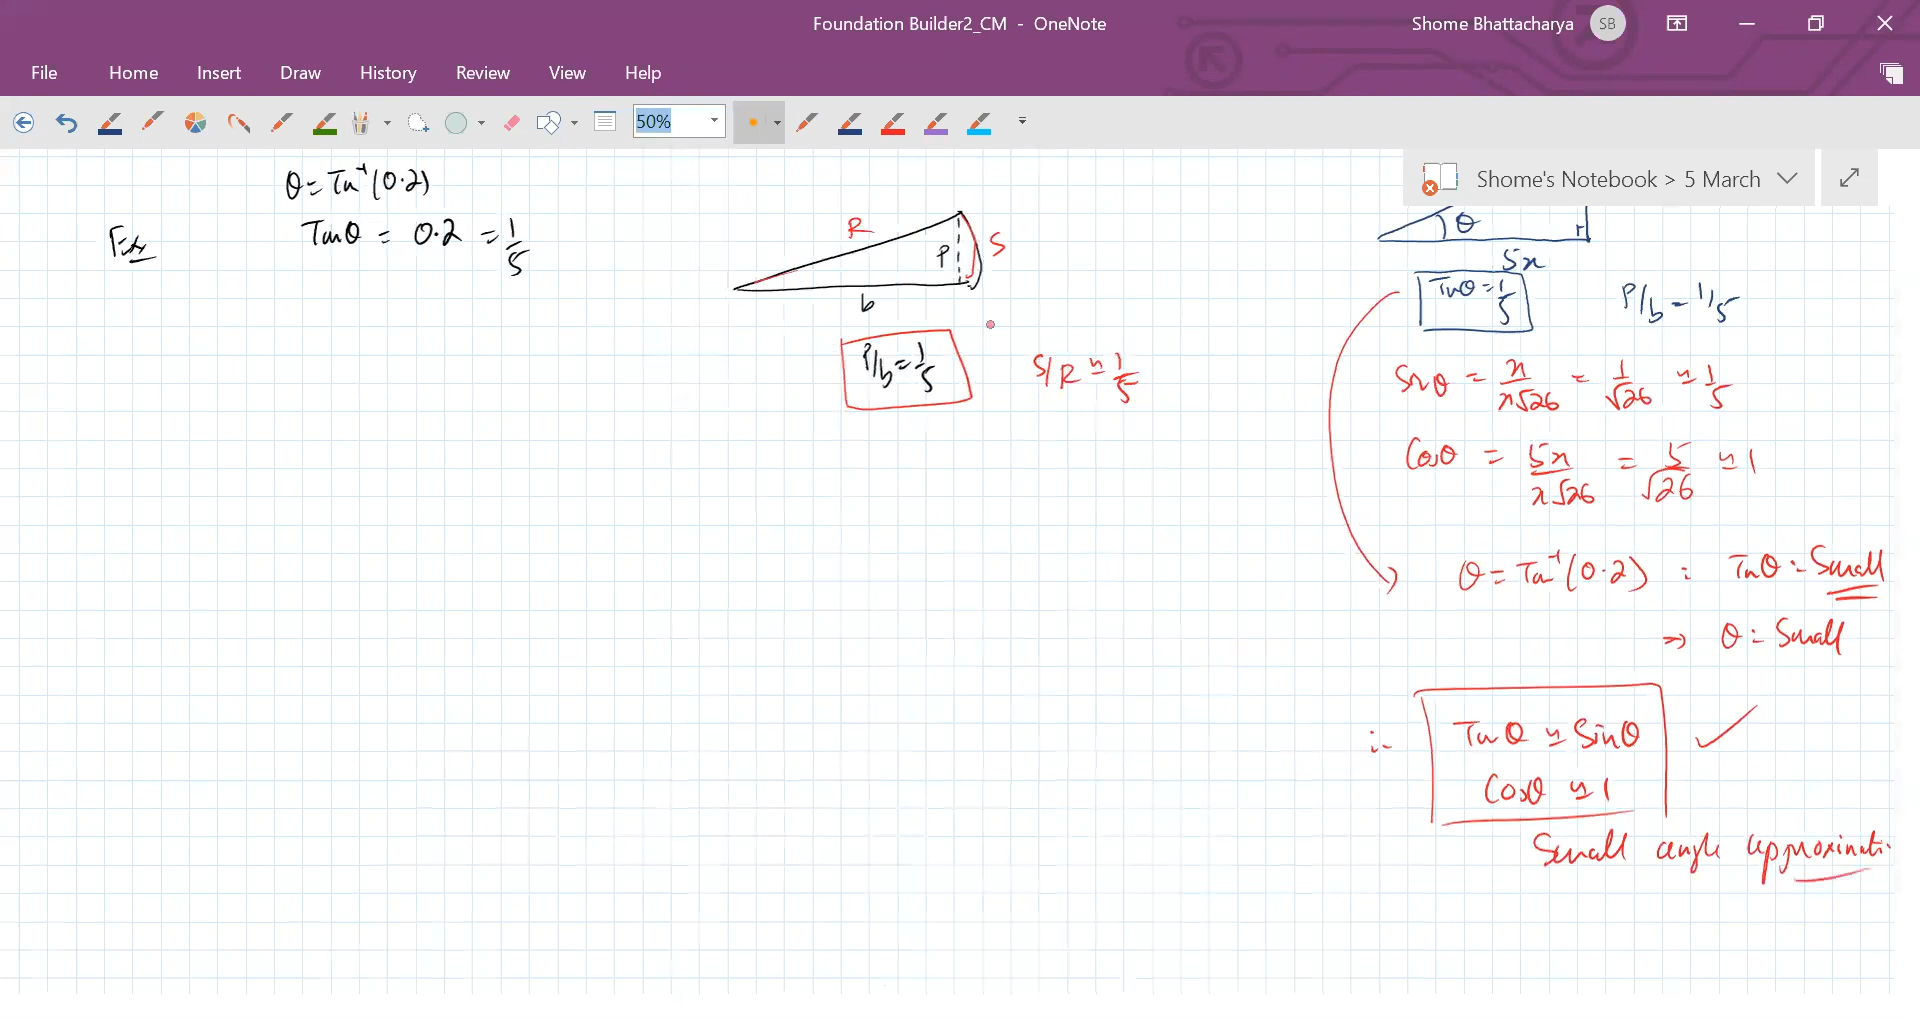 Foundation Builder2_CM - OneNote
Shome Bhattacharya
SB
File Home Insert Draw History Review View Help
50%
Shome's Notebook > 5 March
θ = Tan⁻¹(0.2)
Ex
Tanθ = 0.2 = 1/5
R
P
S
b
P/b = 1/5
S/R ≃ 1/5
θ
5x
Tanθ = 1/5
P/b = 1/5
Sinθ = x/x√26 = 1/√26 ≃ 1/5
Cosθ = 5x/x√26 = 5/√26 ≃ 1
θ = Tan⁻¹(0.2) : Tanθ :- Small
⇒ θ :- Small
:-
Tanθ ≃ Sinθ
Cosθ ≃ 1
Small angle approximati